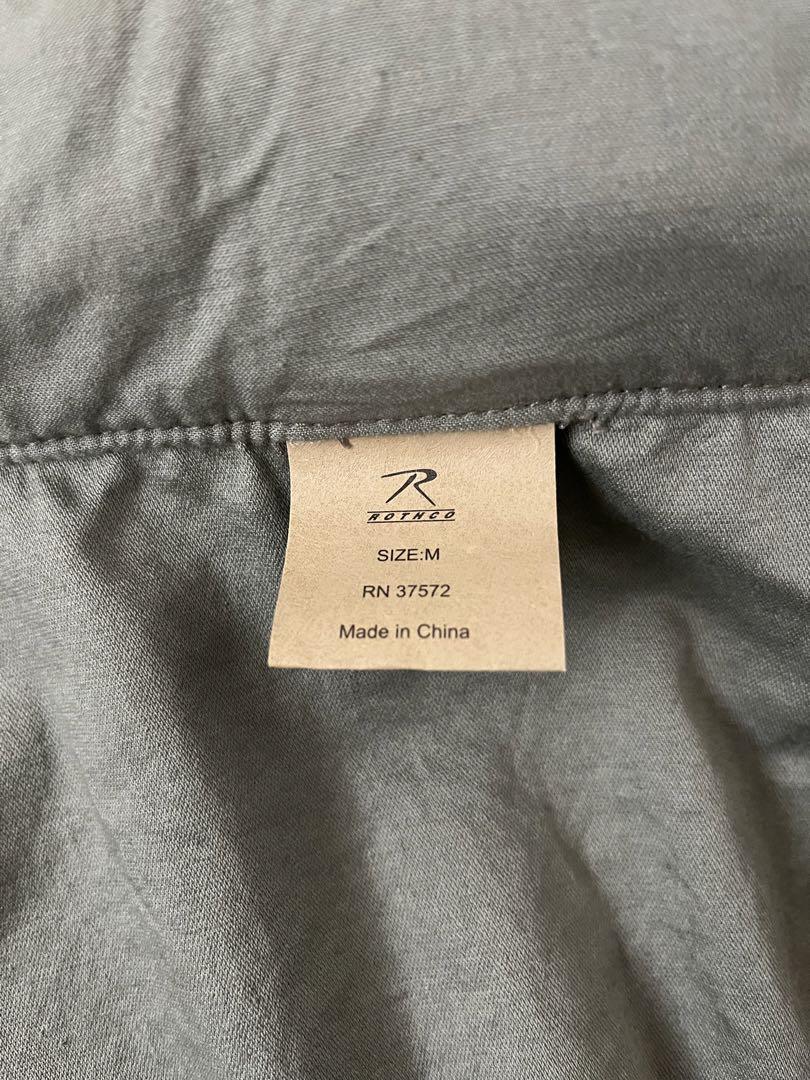 R
ROTHCO
SIZE:M
RN 37572
Made in China